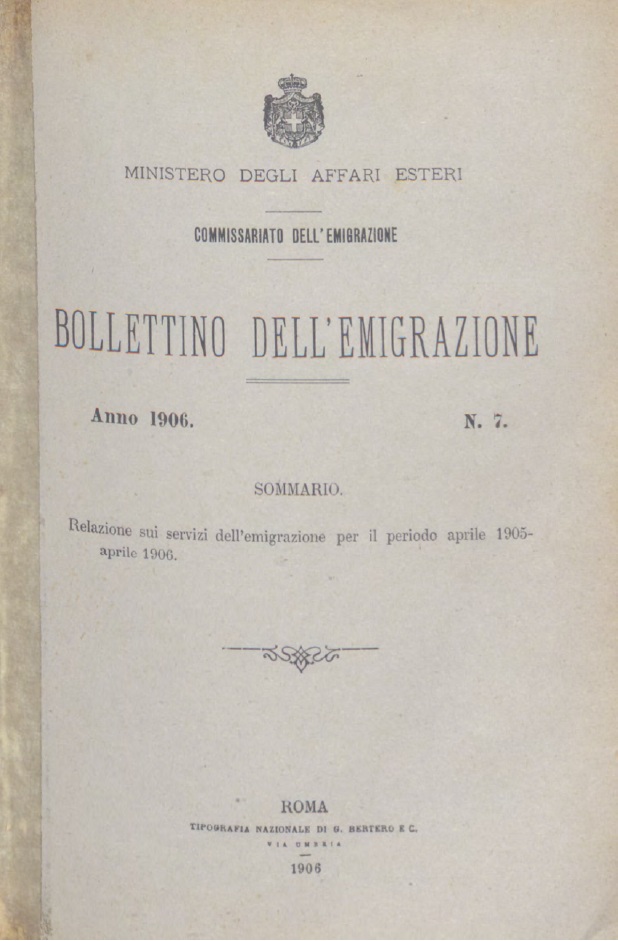 MINISTERO DEGLI AFFARI ESTERI
COMMISSARIATO DELL'EMIGRAZIONE
BOLLETTINO DELL'EMIGRAZIONE
Anno 1906. N. 7.
SOMMARIO.
Relazione sui servizi dell'emigrazione per il periodo aprile 1905-
aprile 1906.
ROMA
TIPOGRAFIA NAZIONALE DI G. BERTERO E C.
VIA UMBRIA
1906